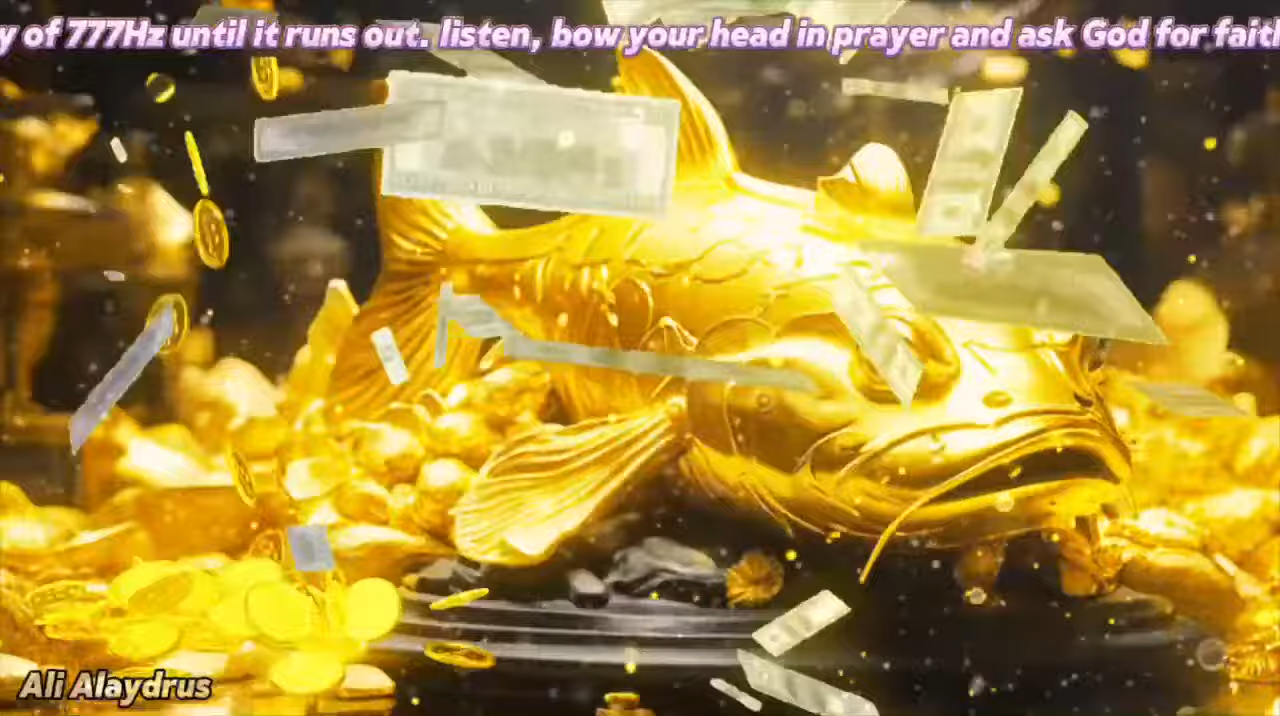 y of 777Hz until it runs out. listen, bow your head in prayer and ask God for faith
Ali Alaydrus